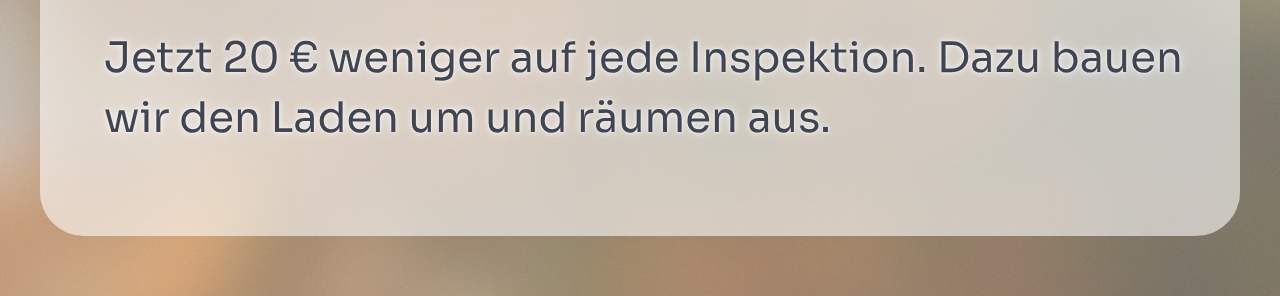 Jetzt 20 € weniger auf jede Inspektion. Dazu bauen
wir den Laden um und räumen aus.